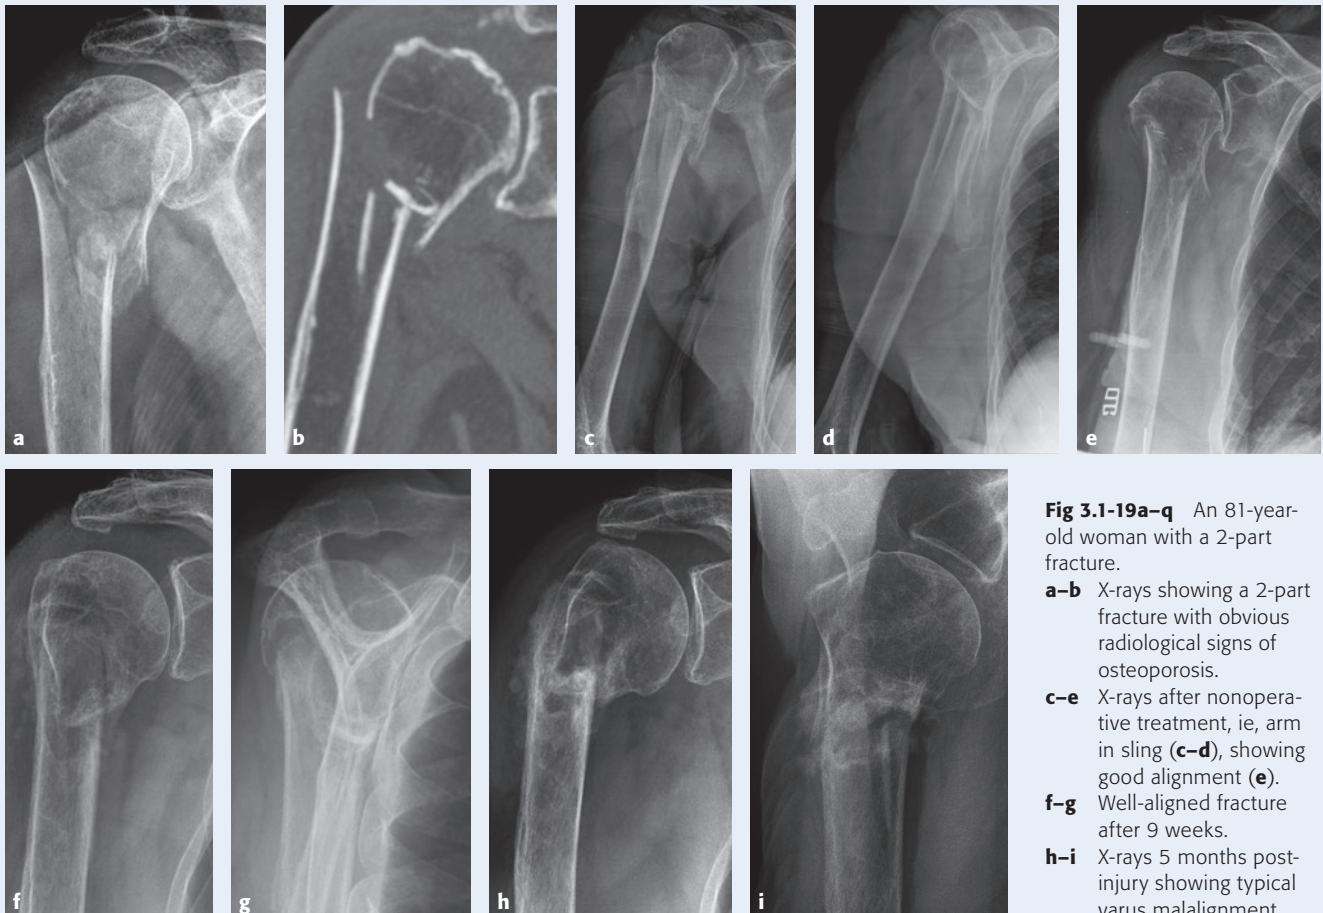 a
b
c
d
e
f
g
h
i
Fig 3.1-19a–q An 81-year-
old woman with a 2-part
fracture.
a–b X-rays showing a 2-part
fracture with obvious
radiological signs of
osteoporosis.
c–e X-rays after nonopera-
tive treatment, ie, arm
in sling (c–d), showing
good alignment (e).
f–g Well-aligned fracture
after 9 weeks.
h–i X-rays 5 months post-
injury showing typical
varus malalignment